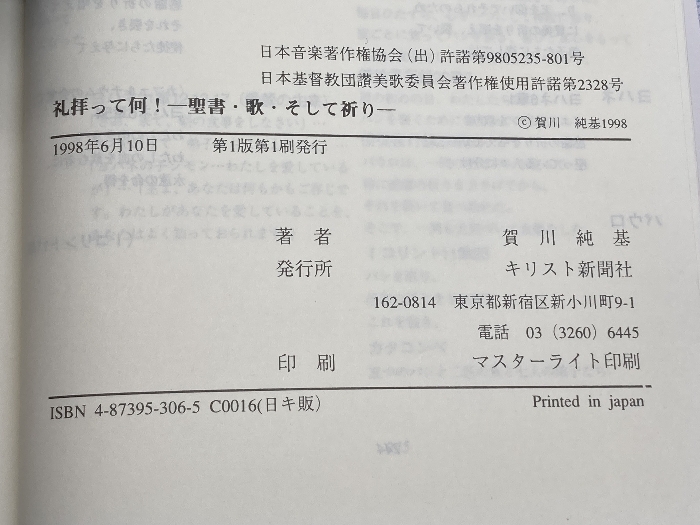 日本音楽著作権協会(出)許諾第9805235-801号
日本基督教団讃美歌委員会著作権使用許諾第2328号
礼拝って何!―聖書・歌・そして祈り―
©賀川 純基1998
1998年6月10日 第1版第1刷発行
著 者 賀 川 純 基
発行所 キリスト新聞社
162-0814 東京都新宿区新小川町9-1
電話 03 (3260) 6445
印 刷 マスターライト印刷
ISBN 4-87395-306-5 C0016(日キ販)
Printed in japan